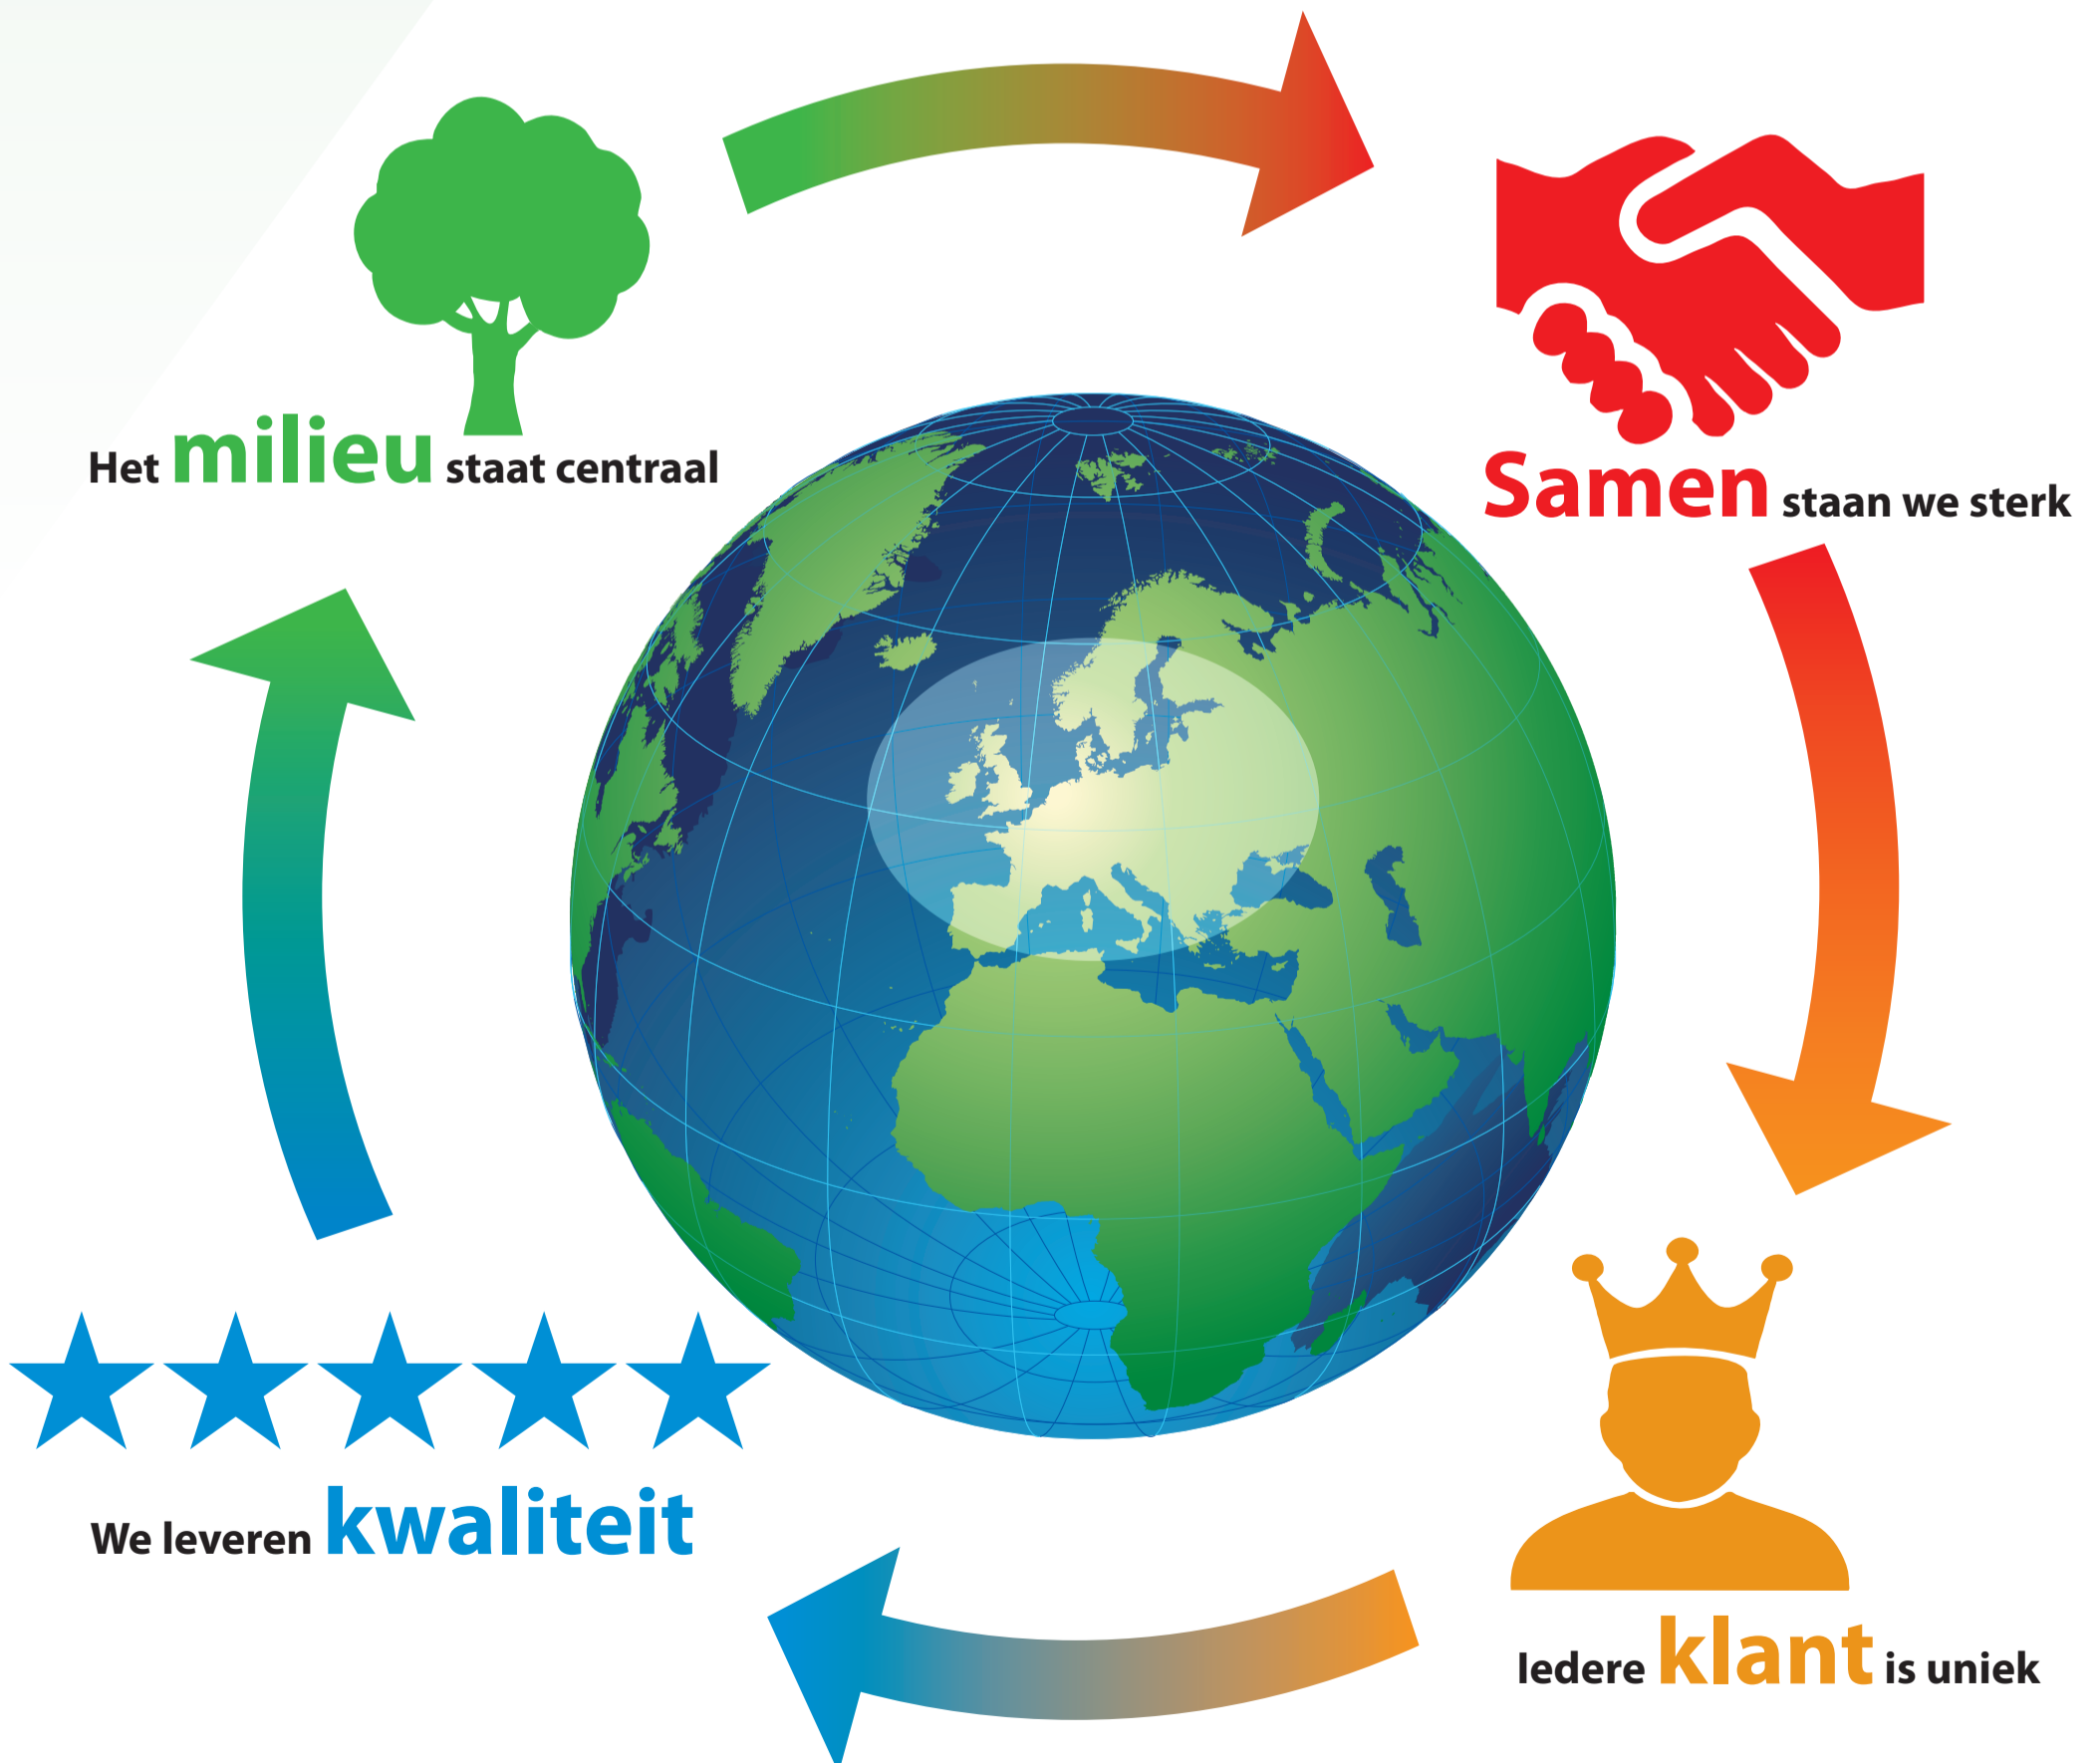 Het milieu staat centraal
Samen staan we sterk
We leveren kwaliteit
Iedere klant is uniek